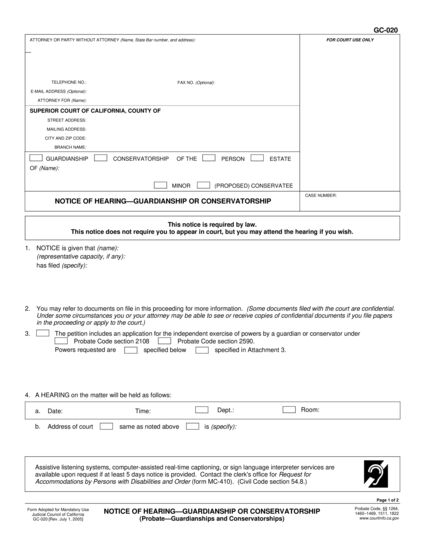 GC-020
ATTORNEY OR PARTY WITHOUT ATTORNEY (Name, State Bar number, and address):
FOR COURT USE ONLY
TELEPHONE NO.: FAX NO. (Optional):
E-MAIL ADDRESS (Optional):
ATTORNEY FOR (Name):
SUPERIOR COURT OF CALIFORNIA, COUNTY OF
STREET ADDRESS:
MAILING ADDRESS:
CITY AND ZIP CODE:
BRANCH NAME:
GUARDIANSHIP CONSERVATORSHIP OF THE PERSON ESTATE
OF (Name):
MINOR (PROPOSED) CONSERVATEE
NOTICE OF HEARING—GUARDIANSHIP OR CONSERVATORSHIP
CASE NUMBER:
This notice is required by law.
This notice does not require you to appear in court, but you may attend the hearing if you wish.
1. NOTICE is given that (name):
(representative capacity, if any):
has filed (specify):
2. You may refer to documents on file in this proceeding for more information. (Some documents filed with the court are confidential.
Under some circumstances you or your attorney may be able to see or receive copies of confidential documents if you file papers
in the proceeding or apply to the court.)
3. The petition includes an application for the independent exercise of powers by a guardian or conservator under
Probate Code section 2108 Probate Code section 2590.
Powers requested are specified below specified in Attachment 3.
4. A HEARING on the matter will be held as follows:
a. Date: Time: Dept.: Room:
b. Address of court same as noted above is (specify):
Assistive listening systems, computer-assisted real-time captioning, or sign language interpreter services are
available upon request if at least 5 days notice is provided. Contact the clerk's office for Request for
Accommodations by Persons with Disabilities and Order (form MC-410). (Civil Code section 54.8.)
Page 1 of 2
Form Adopted for Mandatory Use
Judicial Council of California
GC-020 [Rev. July 1, 2005]
NOTICE OF HEARING—GUARDIANSHIP OR CONSERVATORSHIP
(Probate—Guardianships and Conservatorships)
Probate Code, §§ 1264,
1460–1469, 1511, 1822
www.courtinfo.ca.gov